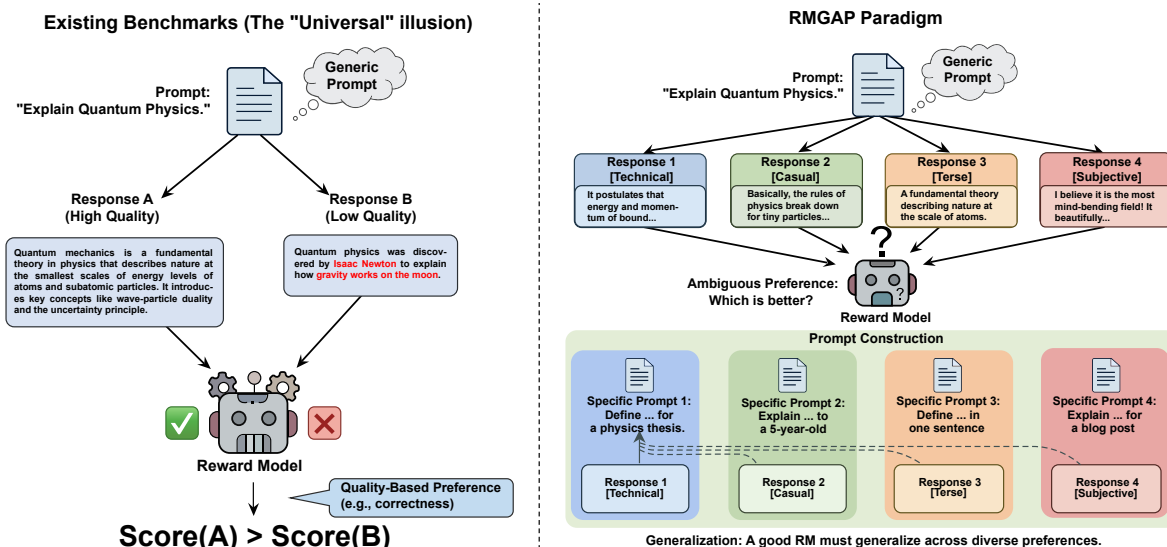 Existing Benchmarks (The "Universal" illusion)
Generic
Prompt
Prompt:
"Explain Quantum Physics."
Response A
(High Quality)
Response B
(Low Quality)
Quantum mechanics is a fundamental
theory in physics that describes nature at
the smallest scales of energy levels of
atoms and subatomic particles. It introduc-
es key concepts like wave-particle duality
and the uncertainty principle.
Quantum physics was discov-
ered by Isaac Newton to explain
how gravity works on the moon.
Reward Model
Quality-Based Preference
(e.g., correctness)
Score(A) > Score(B)
RMGAP Paradigm
Generic
Prompt
Prompt:
"Explain Quantum Physics."
Response 1
[Technical]
It postulates that
energy and momen-
tum of bound...
Response 2
[Casual]
Basically, the rules of
physics break down
for tiny particles...
Response 3
[Terse]
A fundamental theory
describing nature at
the scale of atoms.
Response 4
[Subjective]
I believe it is the most
mind-bending field! It
beautifully...
?
?
Ambiguous Preference:
Which is better?
Reward Model
Prompt Construction
Specific Prompt 1:
Define ... for
a physics thesis.
Response 1
[Technical]
Specific Prompt 2:
Explain ... to
a 5-year-old
Response 2
[Casual]
Specific Prompt 3:
Define ... in
one sentence
Response 3
[Terse]
Specific Prompt 4:
Explain ... for
a blog post
Response 4
[Subjective]
Generalization: A good RM must generalize across diverse preferences.